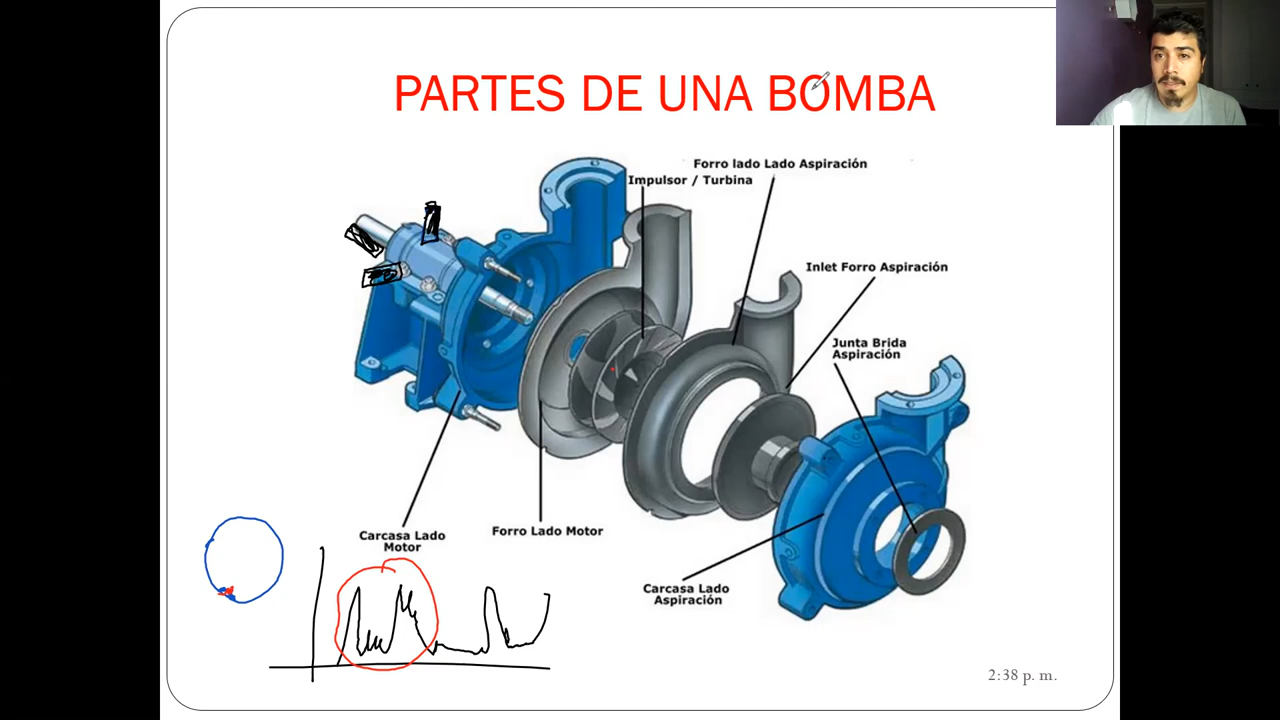 PARTES DE UNA BOMBA
Forro lado Lado Aspiración
Impulsor / Turbina
Inlet Forro Aspiración
Junta Brida
Aspiración
Forro Lado Motor
Carcasa Lado
Motor
Carcasa Lado
Aspiración
2:38 p. m.